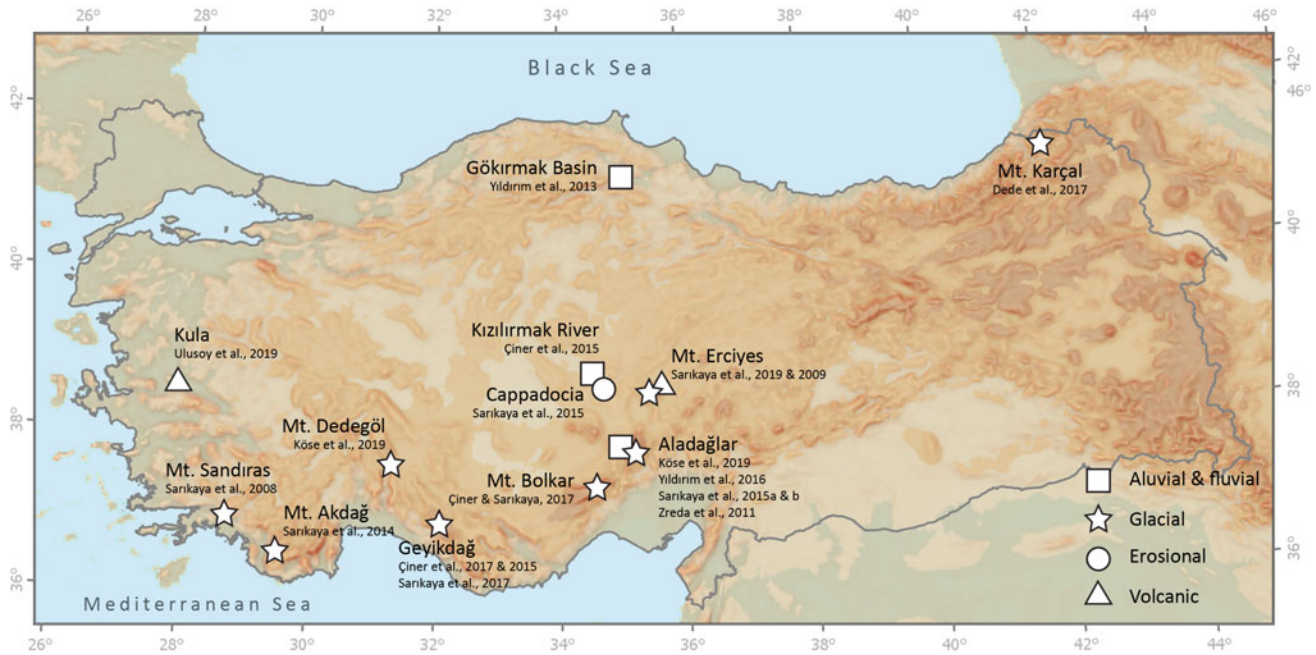 26° 28° 30° 32° 34° 36° 38° 40° 42° 44° 46°
Black Sea
42°
42°
46°
Gökırmak Basin
Yıldırım et al., 2013
Mt. Karçal
Dede et al., 2017
40°
40°
Kula
Ulusoy et al., 2019
Kızılırmak River
Çiner et al., 2015
Mt. Erciyes
Sarıkaya et al., 2019 & 2009
Cappadocia
Sarıkaya et al., 2015
38°
38°
Mt. Dedegöl
Köse et al., 2019
Aladağlar
Köse et al., 2019
Yıldırım et al., 2016
Sarıkaya et al., 2015a & b
Zreda et al., 2011
Mt. Sandıras
Sarıkaya et al., 2008
Mt. Bolkar
Çiner & Sarıkaya, 2017
Mt. Akdağ
Sarıkaya et al., 2014
Geyikdağ
Çiner et al., 2017 & 2015
Sarıkaya et al., 2017
Aluvial & fluvial
Glacial
Erosional
Volcanic
36°
36°
Mediterranean Sea
26° 28° 30° 32° 34° 36° 38° 40° 42° 44°